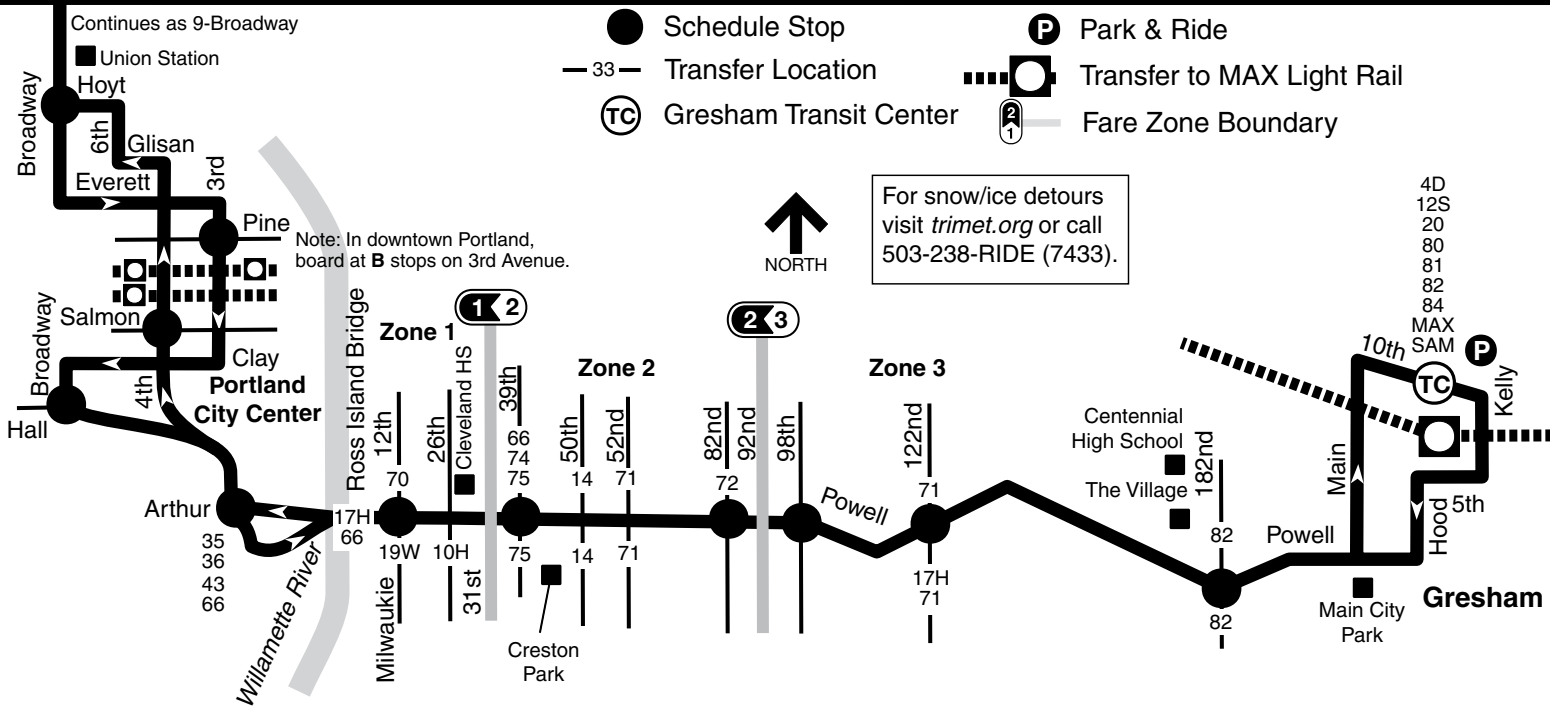 Continues as 9-Broadway
Union Station
Hoyt
Broadway
6th
Glisan
Everett
3rd
Pine
Note: In downtown Portland,
board at B stops on 3rd Avenue.
Salmon
Broadway
Clay
4th
Portland
City Center
Hall
Arthur
35
36
43
66
Willamette River
Ross Island Bridge
17H
66
Schedule Stop
33
Transfer Location
TC
Gresham Transit Center
P
Park & Ride
Transfer to MAX Light Rail
2
1
Fare Zone Boundary
NORTH
For snow/ice detours
visit trimet.org or call
503-238-RIDE (7433).
Zone 1
12th
70
19W
Milwaukie
26th
10H
Cleveland HS
31st
1 2
39th
66
74
75
75
Zone 2
50th
14
14
52nd
71
71
Creston
Park
82nd
72
92nd
2 3
98th
Zone 3
Powell
122nd
71
17H
71
Centennial
High School
The Village
182nd
82
82
Powell
Main
10th
4D
12S
20
80
81
82
84
MAX
SAM
TC
P
Kelly
5th
Hood
Main City
Park
Gresham